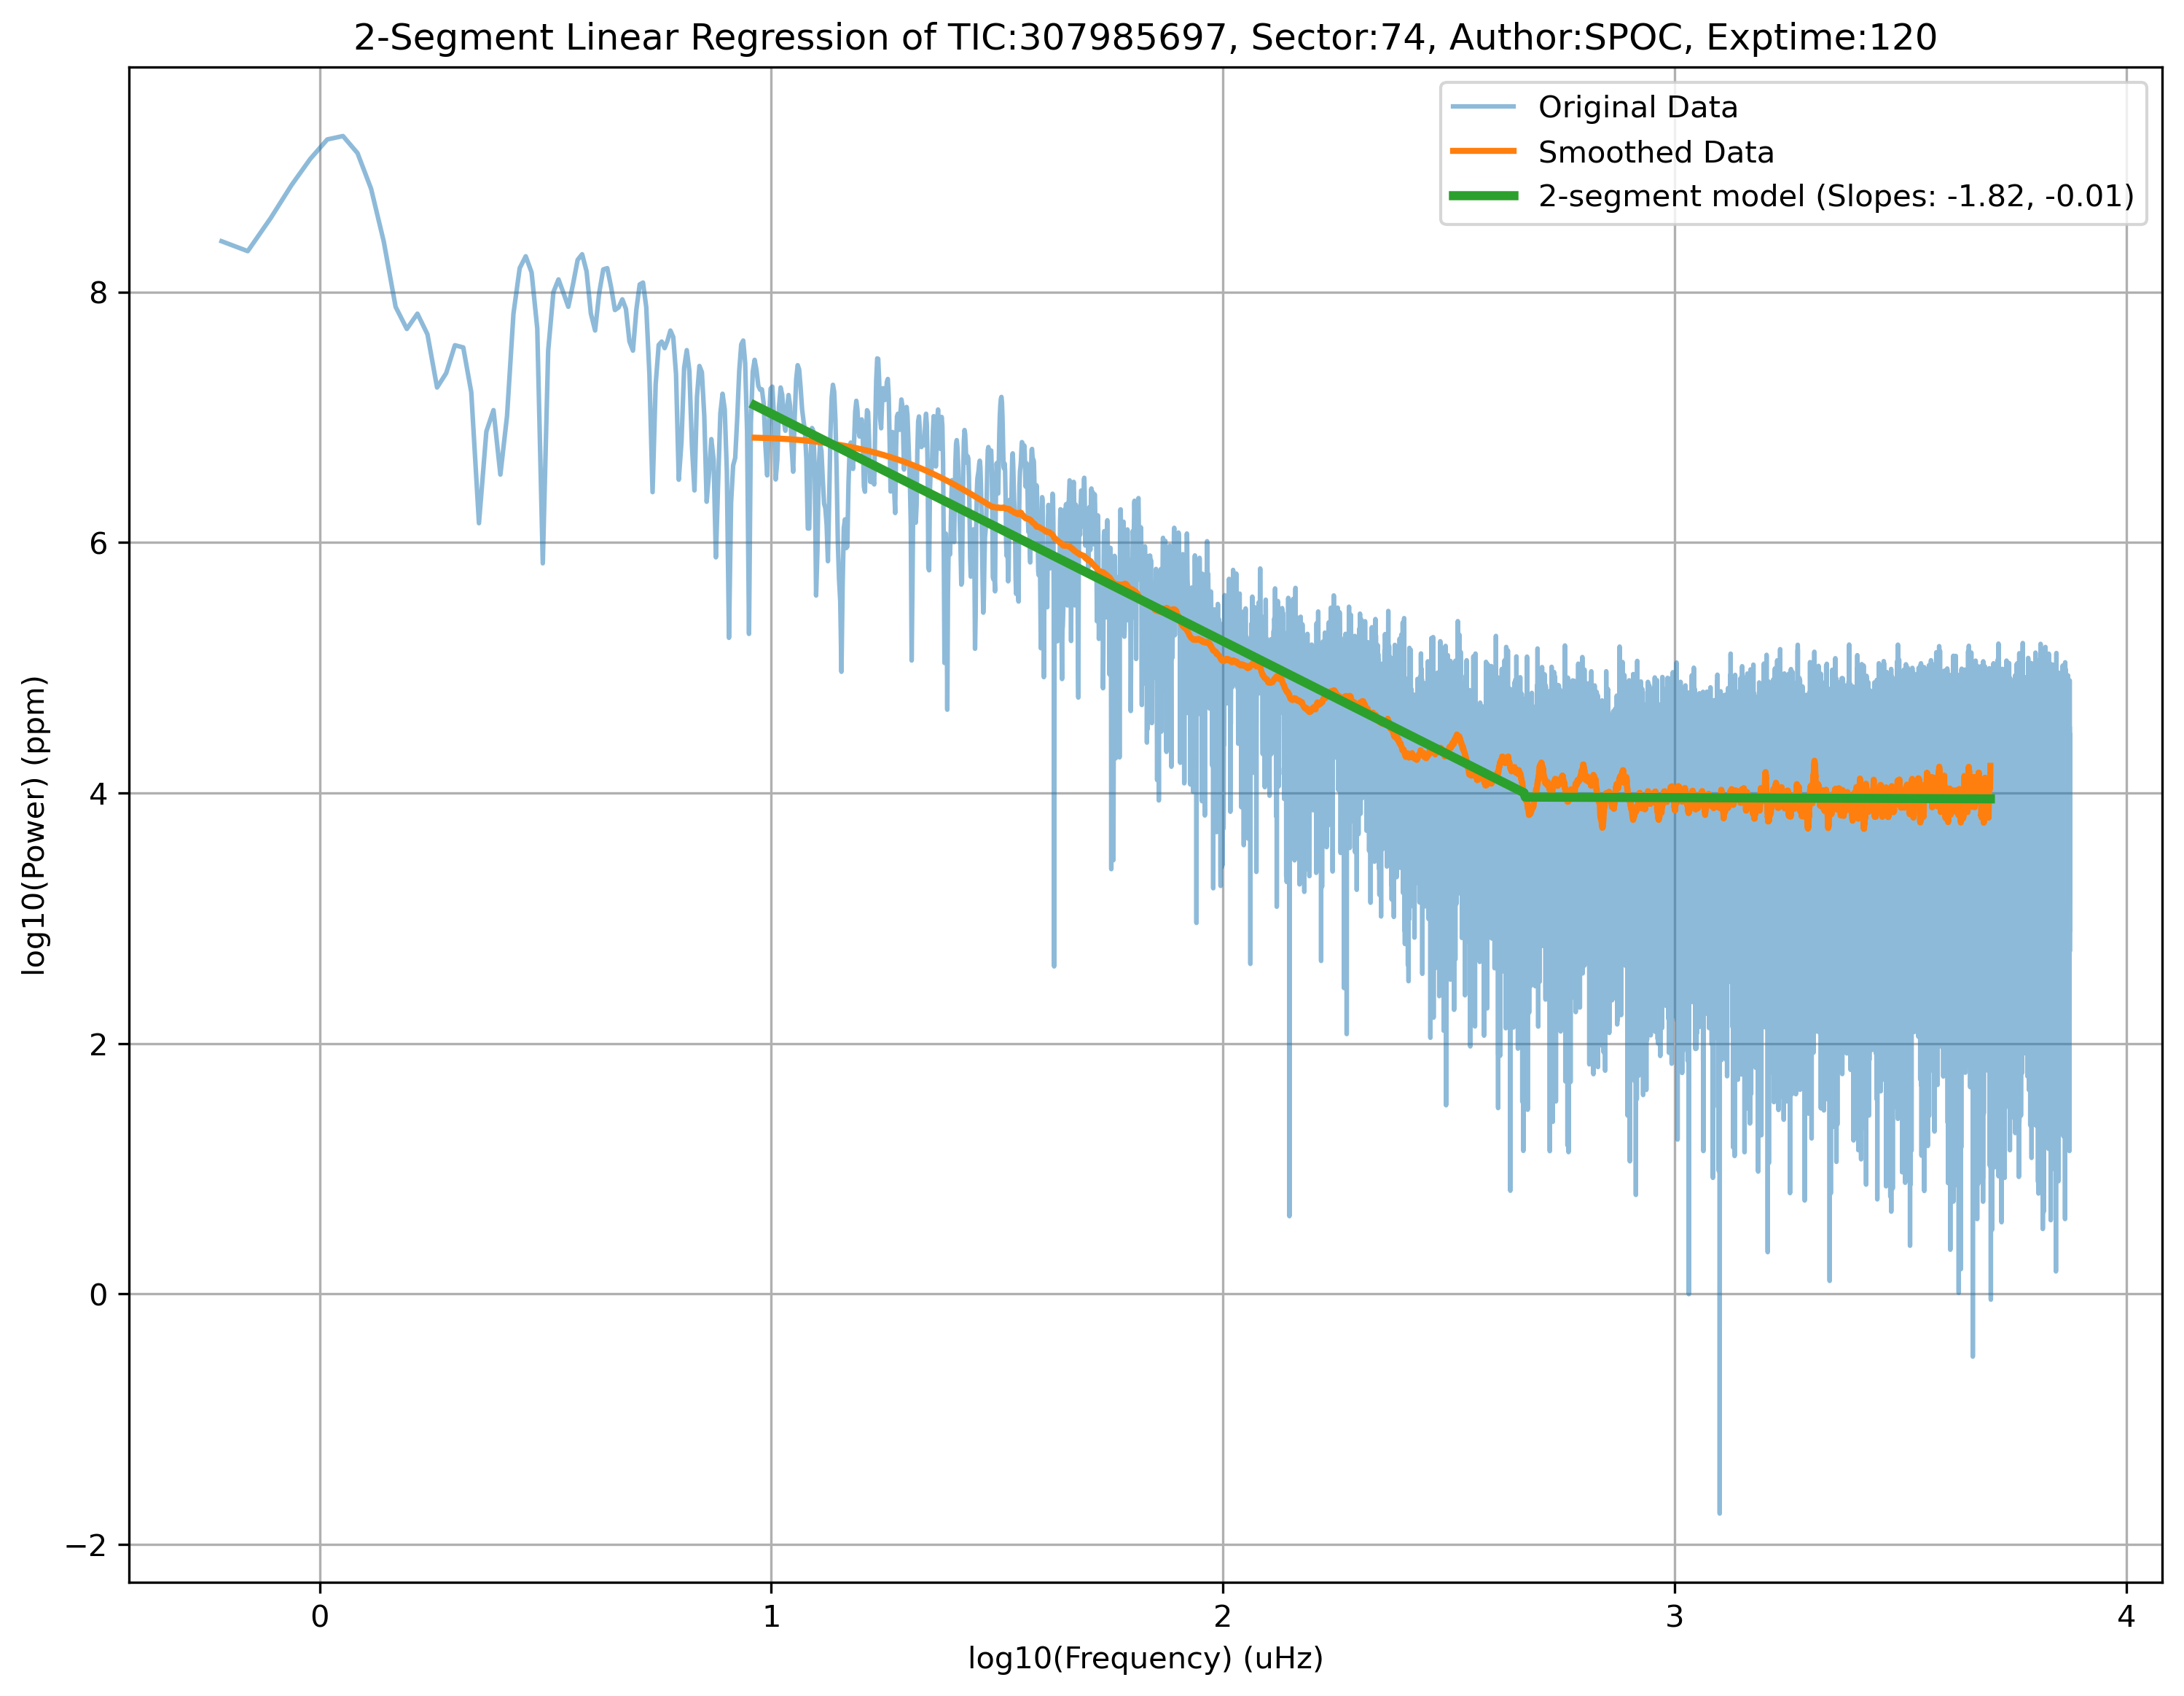 2-Segment Linear Regression of TIC:307985697, Sector:74, Author:SPOC, Exptime:120
Original Data
Smoothed Data
2-segment model (Slopes: -1.82, -0.01)
log10(Power) (ppm)
8
6
4
2
0
−2
0
1
2
3
4
log10(Frequency) (uHz)